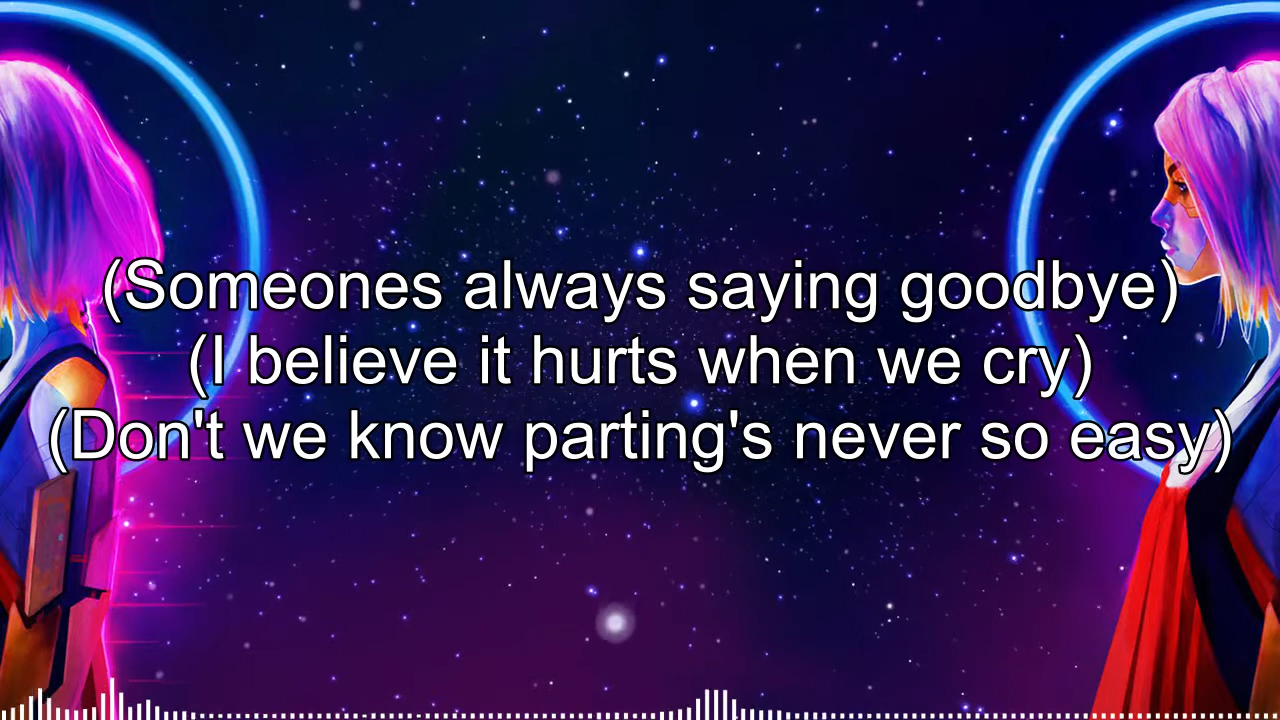 (Someones always saying goodbye)
(I believe it hurts when we cry)
(Don't we know parting's never so easy)